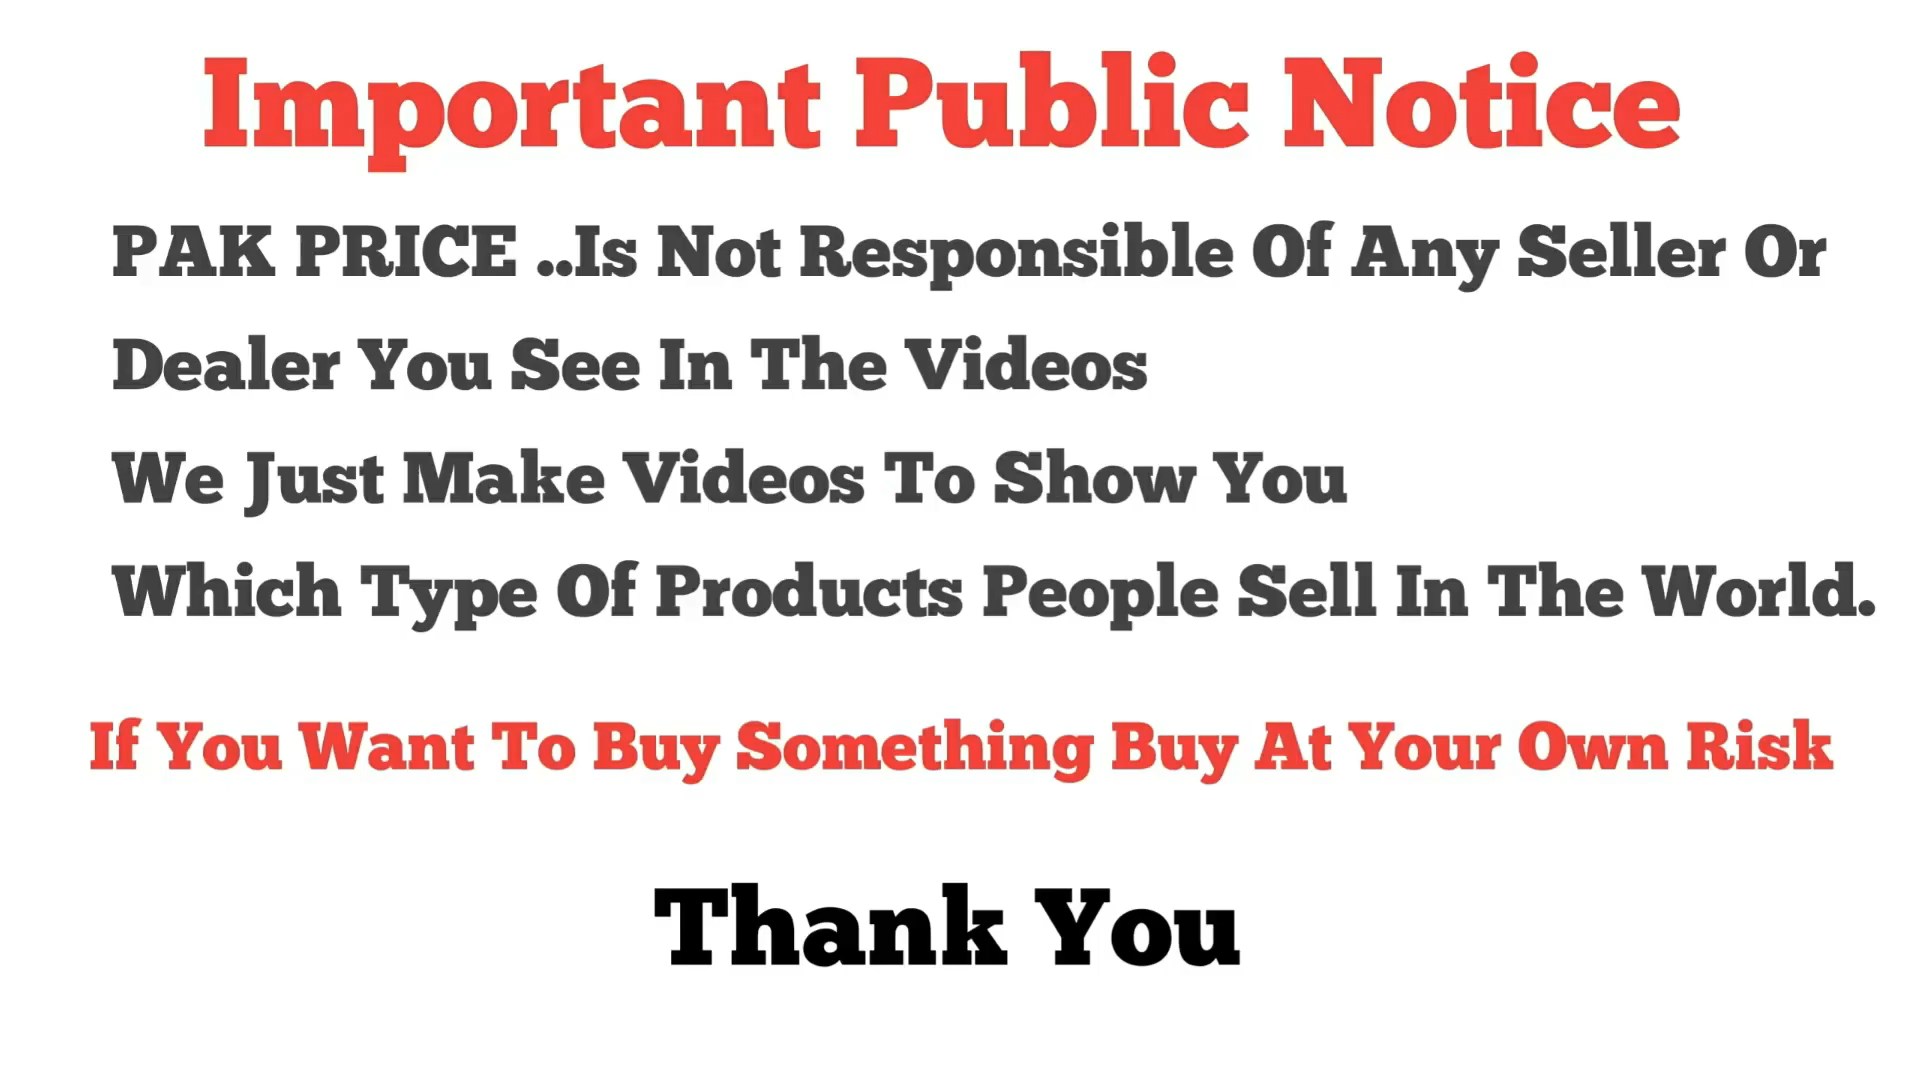 Important Public Notice
PAK PRICE ..Is Not Responsible Of Any Seller Or
Dealer You See In The Videos
We Just Make Videos To Show You
Which Type Of Products People Sell In The World.
If You Want To Buy Something Buy At Your Own Risk
Thank You